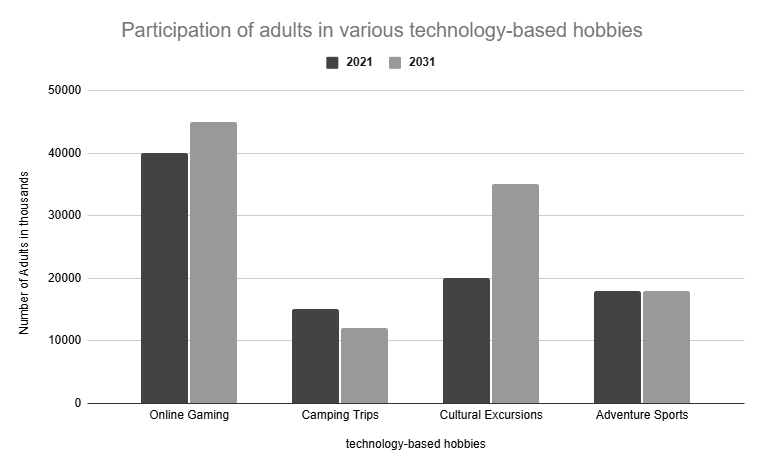 Participation of adults in various technology-based hobbies
2021 2031
Number of Adults in thousands
50000
40000
30000
20000
10000
0
Online Gaming Camping Trips Cultural Excursions Adventure Sports
technology-based hobbies